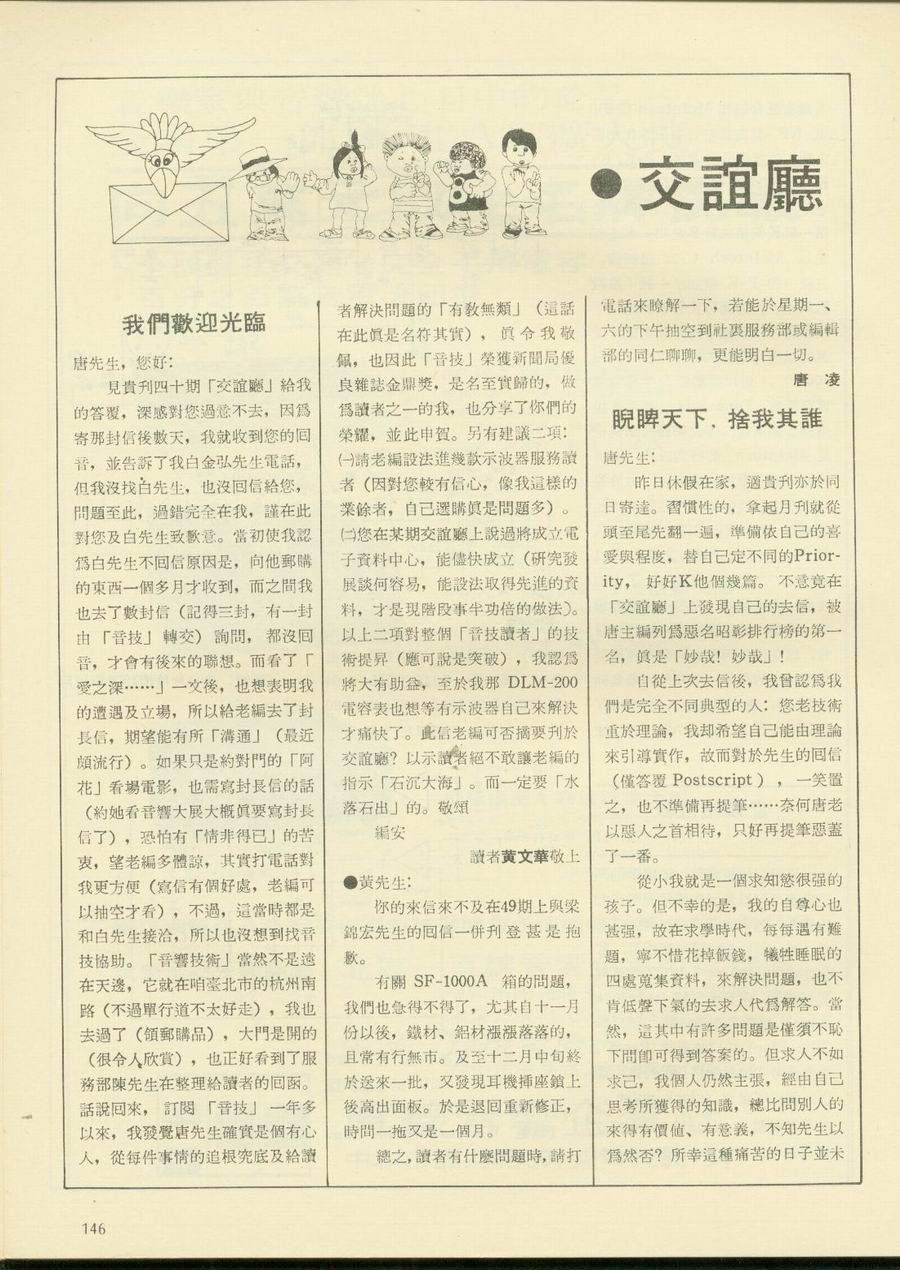 ●交誼廳
我們歡迎光臨
唐先生，您好：
見貴刋四十期「交誼廳」給我
的答覆，深感對您過意不去，因爲
寄那封信後數天，我就收到您的回
音，並告訴了我白金弘先生電話，
但我沒找白先生，也沒回信給您，
問題至此，過錯完全在我，謹在此
對您及白先生致歉意。當初使我認
爲白先生不回信原因是，向他郵購
的東西一個多月才收到，而之間我
也去了數封信（記得三封，有一封
由「音技」轉交）詢問，都沒回
音，才會有後來的聯想。而看了「
愛之深……」一文後，也想表明我
的遭遇及立場，所以給老編去了封
長信，期望能有所「溝通」（最近
頗流行）。如果只是約對門的「阿
花」看場電影，也需寫封長信的話
（約她看音響大展大概眞要寫封長
信了），恐怕有「情非得已」的苦
衷，望老編多體諒，其實打電話對
我更方便（寫信有個好處，老編可
以抽空才看），不過，這當時都是
和白先生接洽，所以也沒想到找音
技協助。「音響技術」當然不是遠
在天邊，它就在咱臺北市的杭州南
路（不過單行道不太好走），我也
去過了（領郵購品），大門是開的
（很令人欣賞），也正好看到了服
務部陳先生在整理給讀者的回函。
話說回來，訂閱「音技」一年多
以來，我發覺唐先生確實是個有心
人，從每件事情的追根究底及給讀
者解決問題的「有敎無類」（這話
在此眞是名符其實），眞令我敬
佩，也因此「音技」榮獲新聞局優
良雜誌金鼎獎，是名至實歸的，做
爲讀者之一的我，也分享了你們的
榮耀，並此申賀。另有建議二項：
㈠請老編設法進幾款示波器服務讀
者（因對您較有信心，像我這樣的
業餘者，自己選購眞是問題多）。
㈡您在某期交誼廳上說過將成立電
子資料中心，能儘快成立（研究發
展談何容易，能設法取得先進的資
料，才是現階段事半功倍的做法）。
以上二項對整個「音技讀者」的技
術提昇（應可說是突破），我認爲
將大有助益，至於我那 DLM-200
電容表也想等有示波器自己來解決
才痛快了。此信老編可否摘要刋於
交誼廳？以示讀者絕不敢讓老編的
指示「石沉大海」。而一定要「水
落石出」的。敬頌
編安
讀者黄文華敬上
●黃先生：
你的來信來不及在49期上與梁
錦宏先生的回信一併刋登甚是抱
歉。
有關 SF-1000A 箱的問題，
我們也急得不得了，尤其自十一月
份以後，鐵材、鋁材漲漲落落的，
且常有行無市。及至十二月中旬終
於送來一批，又發現耳機挿座鎖上
後高出面板。於是退回重新修正，
時間一拖又是一個月。
總之，讀者有什麼問題時，請打
電話來瞭解一下，若能於星期一、
六的下午抽空到社裏服務部或編輯
部的同仁聊聊，更能明白一切。
唐 凌
睨睥天下．捨我其誰
唐先生：
昨日休假在家，適貴刋亦於同
日寄達。習慣性的，拿起月刋就從
頭至尾先翻一遍，準備依自己的喜
愛與程度，替自己定不同的Prior-
ity，好好K他個幾篇。不意竟在
「交誼廳」上發現自己的去信，被
唐主編列爲惡名昭彰排行榜的第一
名，眞是「妙哉！妙哉」！
自從上次去信後，我曾認爲我
們是完全不同典型的人：您老技術
重於理論，我却希望自己能由理論
來引導實作，故而對於先生的回信
（僅答覆 Postscript），一笑置
之，也不準備再提筆……奈何唐老
以惡人之首相待，只好再提筆惡蓋
了一番。
從小我就是一個求知慾很强的
孩子。但不幸的是，我的自尊心也
甚强，故在求學時代，每每遇有難
題，寧不惜花掉飯錢，犧牲睡眠的
四處蒐集資料，來解決問題，也不
肯低聲下氣的去求人代爲解答。當
然，這其中有許多問題是僅須不恥
下問卽可得到答案的。但求人不如
求己，我個人仍然主張，經由自己
思考所獲得的知識，總比問別人的
來得有價値、有意義，不知先生以
爲然否？所幸這種痛苦的日子並未
146